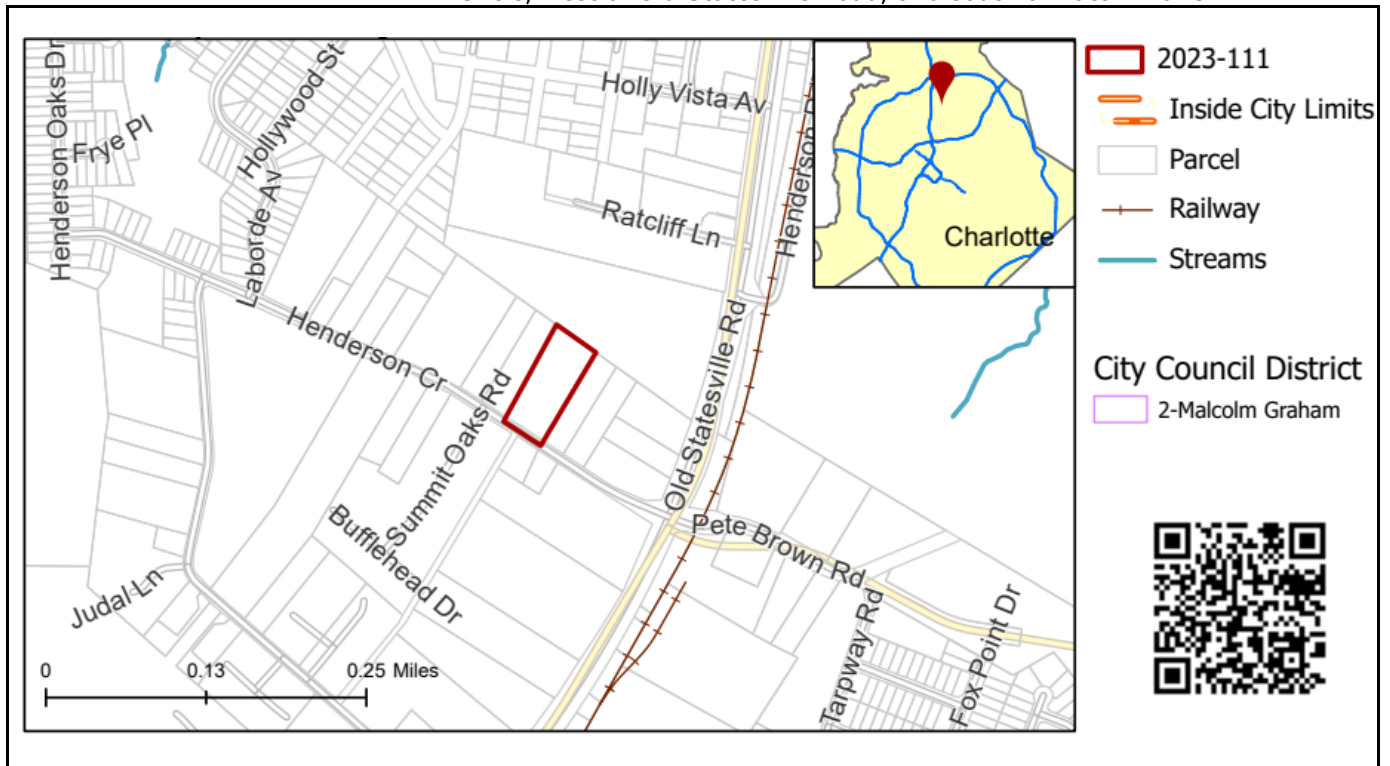 Henderson Oaks Dr
Frye Pl
Hollywood St
Laborde Av
Holly Vista Av
Henderson
Ratcliff Ln
Henderson Cr
Summit Oaks Rd
Old Statesville Rd
Bufflehead Dr
Pete Brown Rd
Judal Ln
Tarpway Rd
Fox Point Dr
0 0.13 0.25 Miles
Charlotte
2023-111
Inside City Limits
Parcel
Railway
Streams
City Council District
2-Malcolm Graham